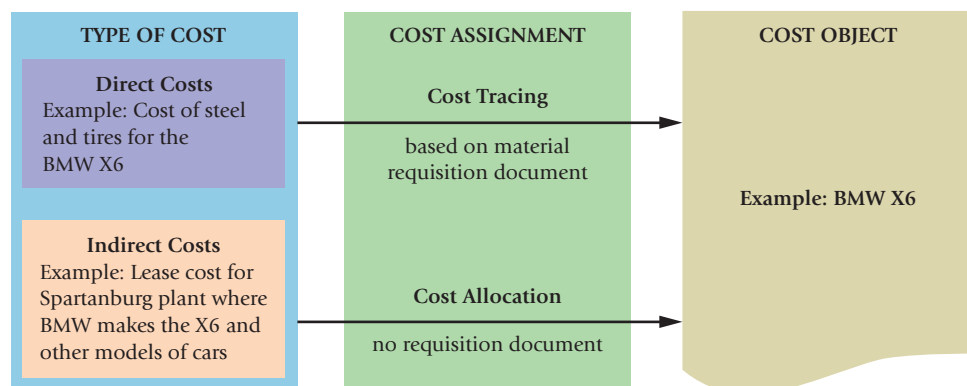 TYPE OF COST
Direct Costs
Example: Cost of steel
and tires for the
BMW X6
Indirect Costs
Example: Lease cost for
Spartanburg plant where
BMW makes the X6 and
other models of cars
COST ASSIGNMENT
Cost Tracing
based on material
requisition document
Cost Allocation
no requisition document
COST OBJECT
Example: BMW X6